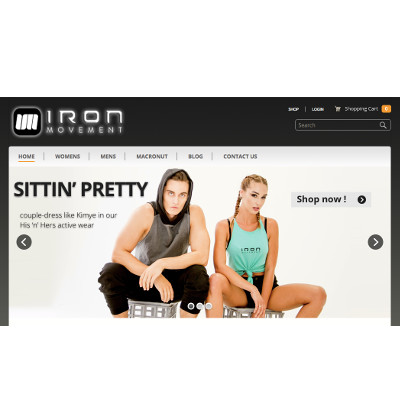 IRON
MOVEMENT
SHOP | LOGIN Shopping Cart 0
Search
HOME | WOMENS | MENS | MACRONUT | BLOG | CONTACT US
SITTIN' PRETTY
Shop now !
couple-dress like Kimye in our
His 'n' Hers active wear
IRON